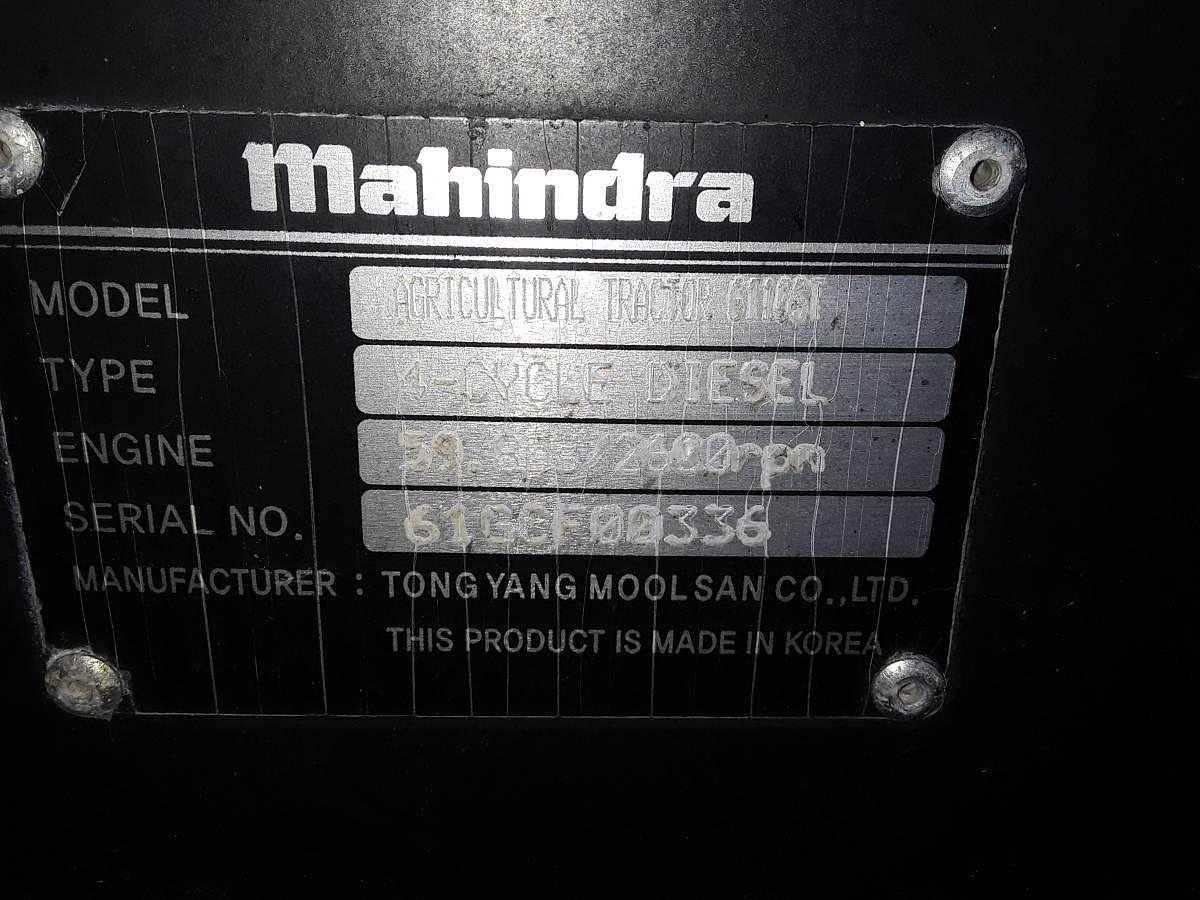 Mahindra
MODEL AGRICULTURAL TRACTOR
TYPE 4-CYCLE DIESEL
ENGINE
SERIAL NO. 61GCF00336
MANUFACTURER : TONG YANG MOOLSAN CO.,LTD.
THIS PRODUCT IS MADE IN KOREA